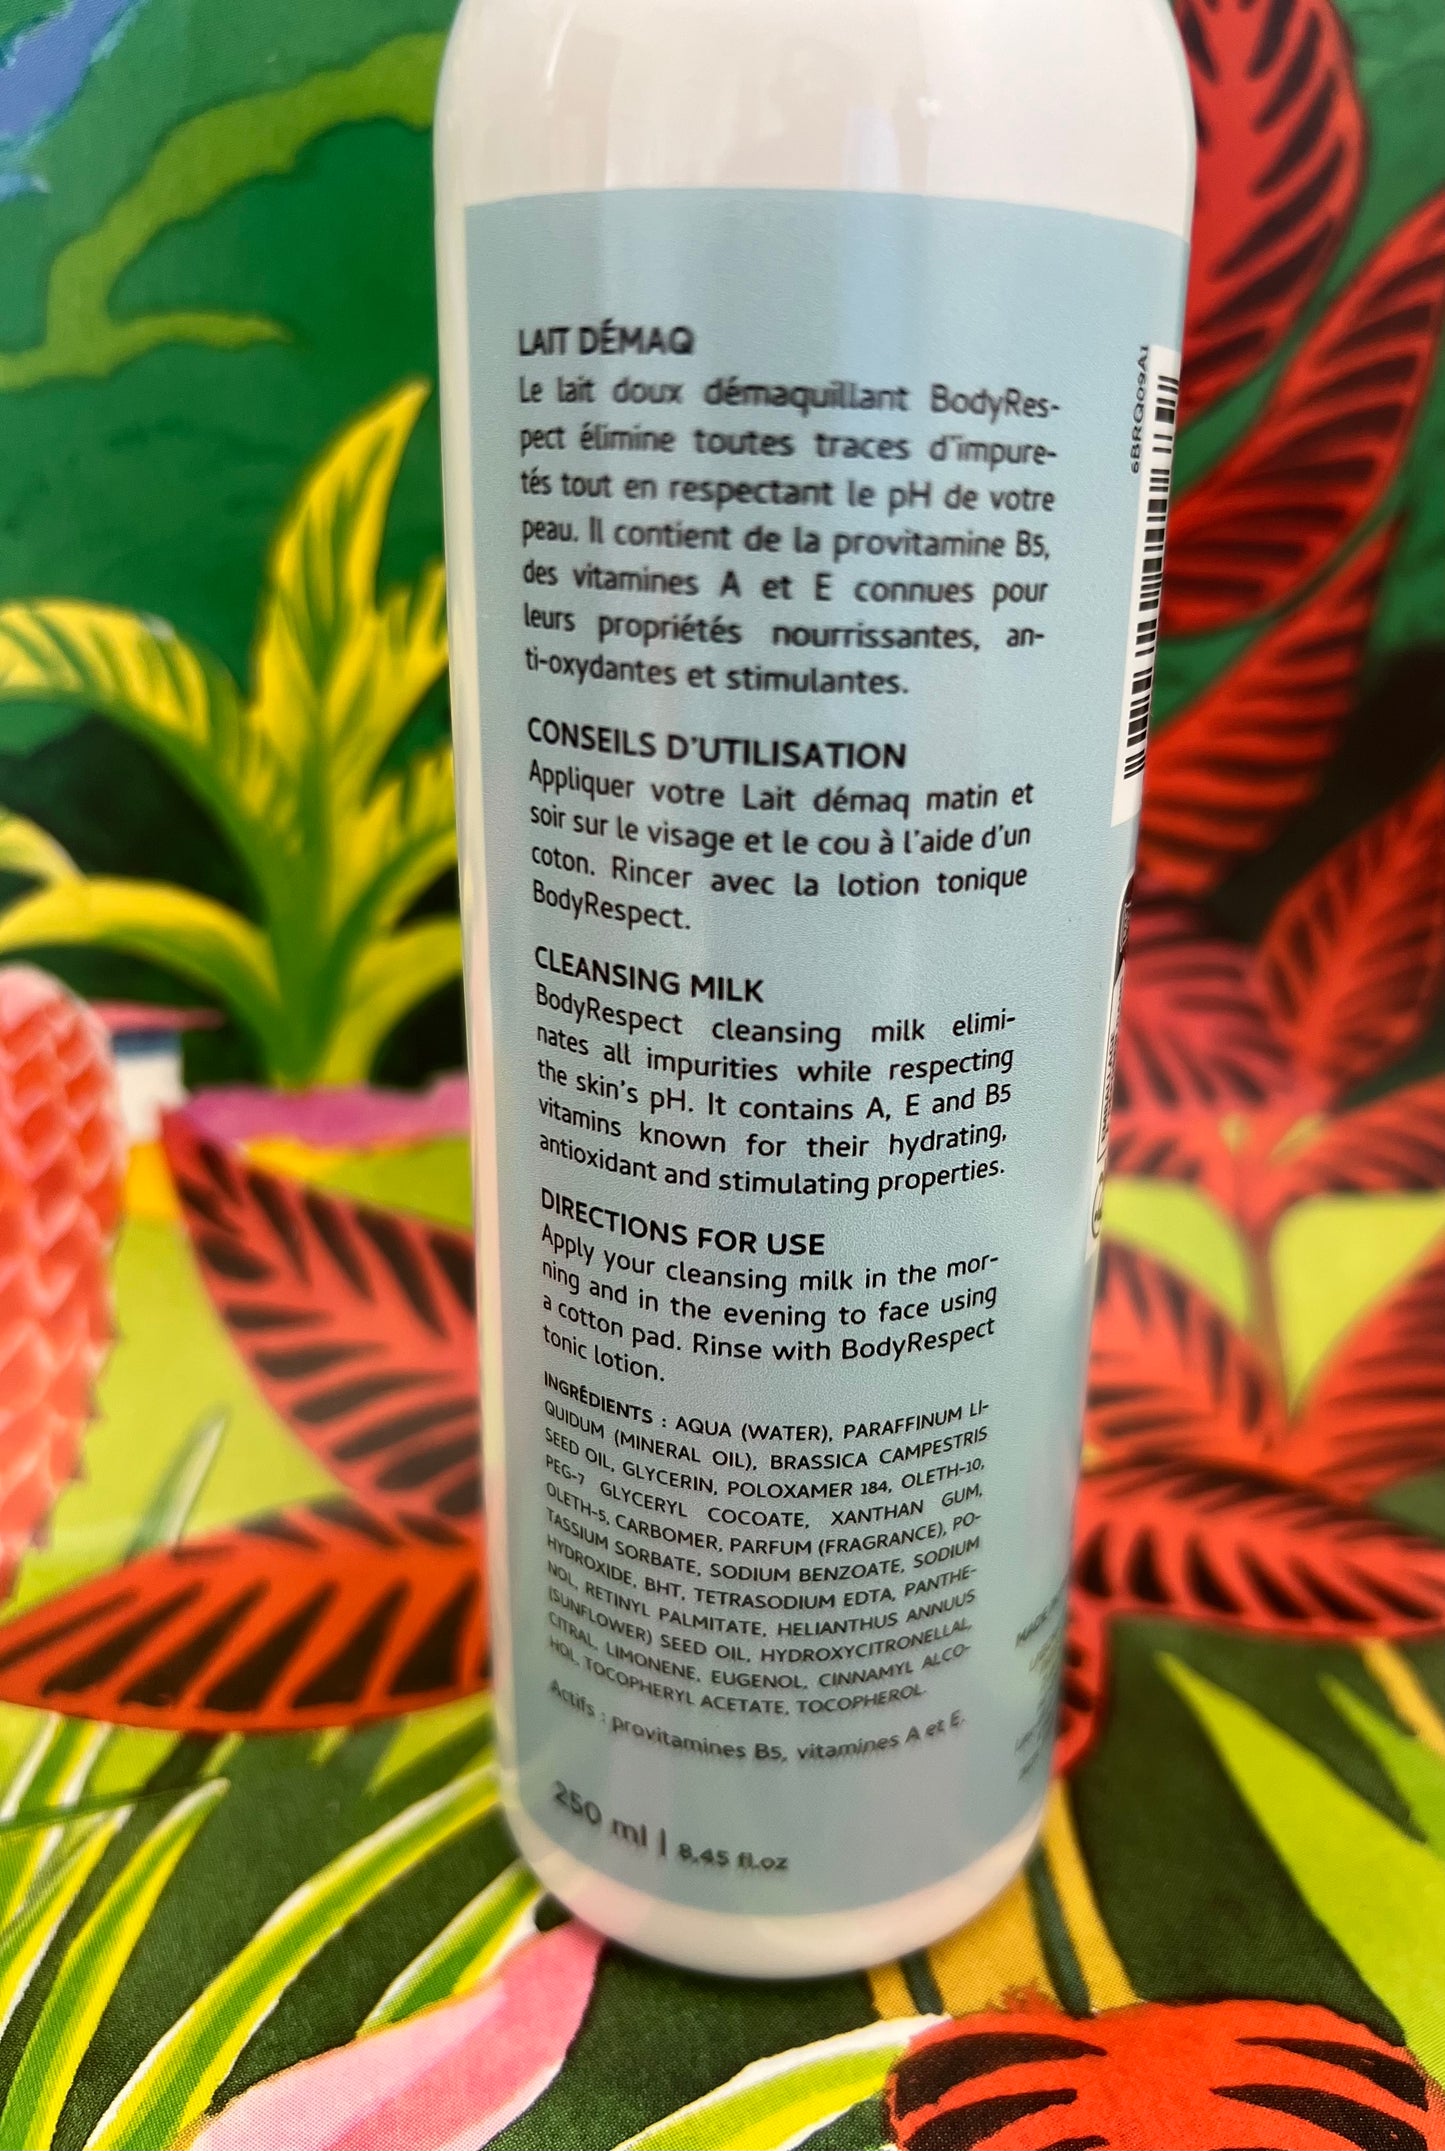 LAIT DÉMAQ
Le lait doux démaquillant BodyRes-
pect élimine toutes traces d'impure-
tés tout en respectant le pH de votre
peau. Il contient de la provitamine B5,
des vitamines A et E connues pour
leurs propriétés nourrissantes, an-
ti-oxydantes et stimulantes.
CONSEILS D'UTILISATION
Appliquer votre Lait démaq matin et
soir sur le visage et le cou à l'aide d'un
coton. Rincer avec la lotion tonique
BodyRespect.
CLEANSING MILK
BodyRespect cleansing milk elimi-
nates all impurities while respecting
the skin's pH. It contains A, E and B5
vitamins known for their hydrating,
antioxidant and stimulating properties.
DIRECTIONS FOR USE
Apply your cleansing milk in the mor-
ning and in the evening to face using
a cotton pad. Rinse with BodyRespect
tonic lotion.
INGRÉDIENTS : AQUA (WATER), PARAFFINUM LI-
QUIDUM (MINERAL OIL), BRASSICA CAMPESTRIS
SEED OIL, GLYCERIN, POLOXAMER 184, OLETH-10,
PEG-7 GLYCERYL COCOATE, XANTHAN GUM,
OLETH-5, CARBOMER, PARFUM (FRAGRANCE), PO-
TASSIUM SORBATE, SODIUM BENZOATE, SODIUM
HYDROXIDE, BHT, TETRASODIUM EDTA, PANTHE-
NOL, RETINYL PALMITATE, HELIANTHUS ANNUUS
(SUNFLOWER) SEED OIL, HYDROXYCITRONELLAL,
CITRAL, LIMONENE, EUGENOL, CINNAMYL ALCO-
HOL, TOCOPHERYL ACETATE, TOCOPHEROL.
Actifs : provitamines B5, vitamines A et E.
250 ml | 8.45 fl.oz
6BRQ09A1